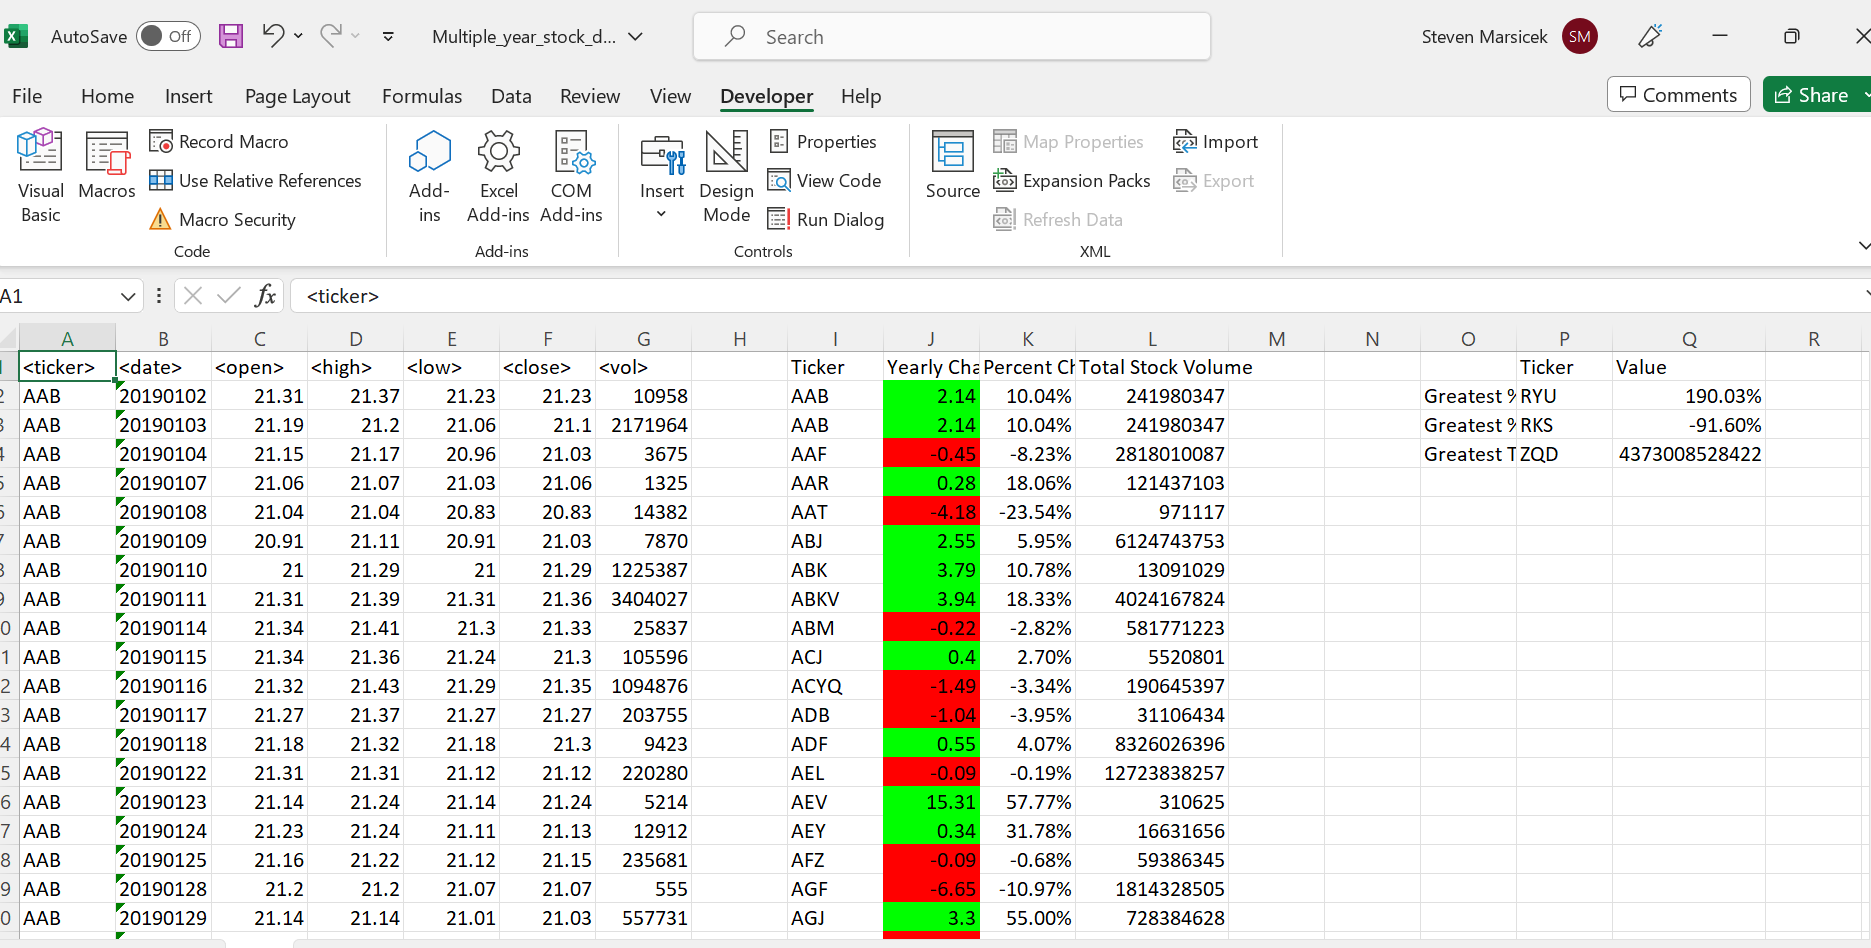 AutoSave Off Multiple_year_stock_d... Search Steven Marsicek SM
File Home Insert Page Layout Formulas Data Review View Developer Help Comments Share
Visual Basic Macros Record Macro Use Relative References Macro Security
Add-ins Excel Add-ins COM Add-ins
Insert Design Mode Properties View Code Run Dialog
Source Map Properties Expansion Packs Refresh Data Import Export
Code Add-ins Controls XML
A1 fx <ticker>
A B C D E F G H I J K L M N O P Q R
<ticker> <date> <open> <high> <low> <close> <vol> Ticker Yearly Cha Percent Ch Total Stock Volume Ticker Value
2 AAB 20190102 21.31 21.37 21.23 21.23 10958 AAB 2.14 10.04% 241980347 Greatest % RYU 190.03%
3 AAB 20190103 21.19 21.2 21.06 21.1 2171964 AAB 2.14 10.04% 241980347 Greatest % RKS -91.60%
4 AAB 20190104 21.15 21.17 20.96 21.03 3675 AAF -0.45 -8.23% 2818010087 Greatest T ZQD 4373008528422
5 AAB 20190107 21.06 21.07 21.03 21.06 1325 AAR 0.28 18.06% 121437103
6 AAB 20190108 21.04 21.04 20.83 20.83 14382 AAT -4.18 -23.54% 971117
7 AAB 20190109 20.91 21.11 20.91 21.03 7870 ABJ 2.55 5.95% 6124743753
8 AAB 20190110 21 21.29 21 21.29 1225387 ABK 3.79 10.78% 13091029
9 AAB 20190111 21.31 21.39 21.31 21.36 3404027 ABKV 3.94 18.33% 4024167824
0 AAB 20190114 21.34 21.41 21.3 21.33 25837 ABM -0.22 -2.82% 581771223
1 AAB 20190115 21.34 21.36 21.24 21.3 105596 ACJ 0.4 2.70% 5520801
2 AAB 20190116 21.32 21.43 21.29 21.35 1094876 ACYQ -1.49 -3.34% 190645397
3 AAB 20190117 21.27 21.37 21.27 21.27 203755 ADB -1.04 -3.95% 31106434
4 AAB 20190118 21.18 21.32 21.18 21.3 9423 ADF 0.55 4.07% 8326026396
5 AAB 20190122 21.31 21.31 21.12 21.12 220280 AEL -0.09 -0.19% 12723838257
6 AAB 20190123 21.14 21.24 21.14 21.24 5214 AEV 15.31 57.77% 310625
7 AAB 20190124 21.23 21.24 21.11 21.13 12912 AEY 0.34 31.78% 16631656
8 AAB 20190125 21.16 21.22 21.12 21.15 235681 AFZ -0.09 -0.68% 59386345
9 AAB 20190128 21.2 21.2 21.07 21.07 555 AGF -6.65 -10.97% 1814328505
0 AAB 20190129 21.14 21.14 21.01 21.03 557731 AGJ 3.3 55.00% 728384628